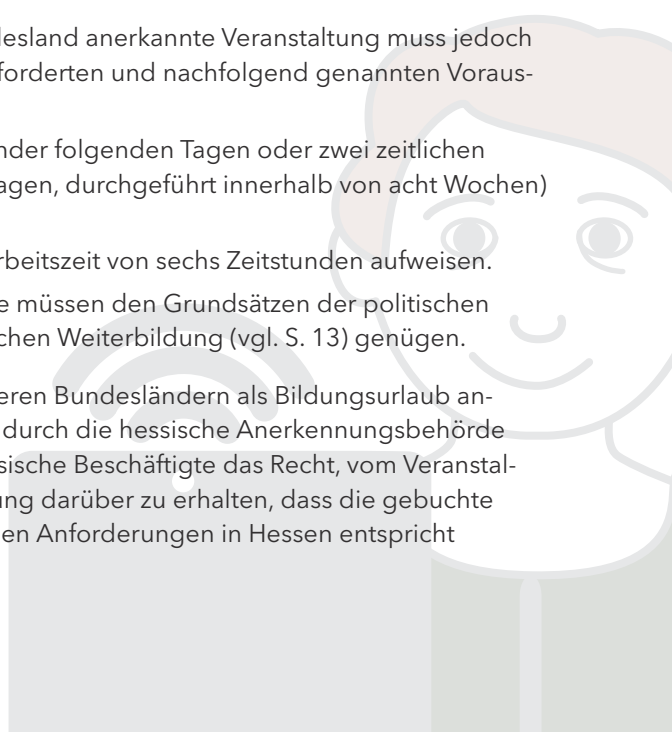 desland anerkannte Veranstaltung muss jedoch
forderten und nachfolgend genannten Voraus-
nder folgenden Tagen oder zwei zeitlichen
agen, durchgeführt innerhalb von acht Wochen)
rbeitszeit von sechs Zeitstunden aufweisen.
e müssen den Grundsätzen der politischen
chen Weiterbildung (vgl. S. 13) genügen.
eren Bundesländern als Bildungsurlaub an-
durch die hessische Anerkennungsbehörde
sische Beschäftigte das Recht, vom Veranstal-
ung darüber zu erhalten, dass die gebuchte
en Anforderungen in Hessen entspricht